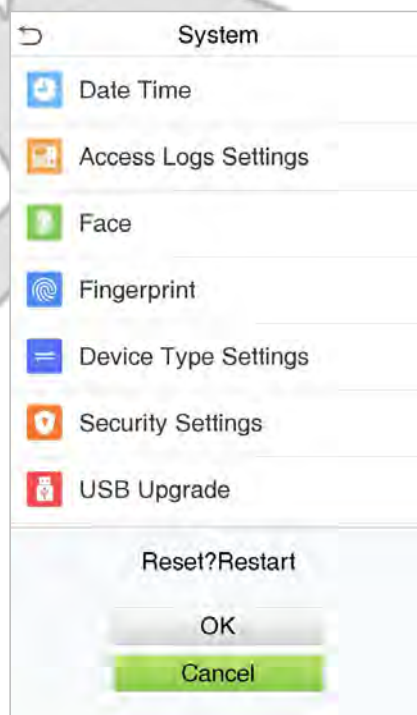 System
Date Time
Access Logs Settings
Face
Fingerprint
Device Type Settings
Security Settings
USB Upgrade
Reset?Restart
OK
Cancel